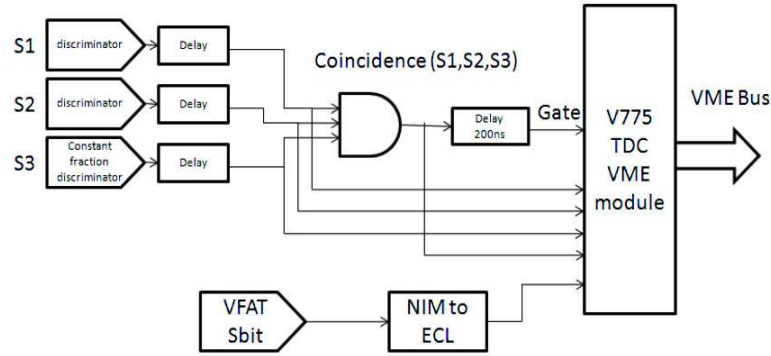 S1
discriminator
Delay
Coincidence (S1,S2,S3)
S2
discriminator
Delay
S3
Constant
fraction
discriminator
Delay
Delay
200ns
Gate
V775
TDC
VME
module
VME Bus
VFAT
Sbit
NIM to
ECL